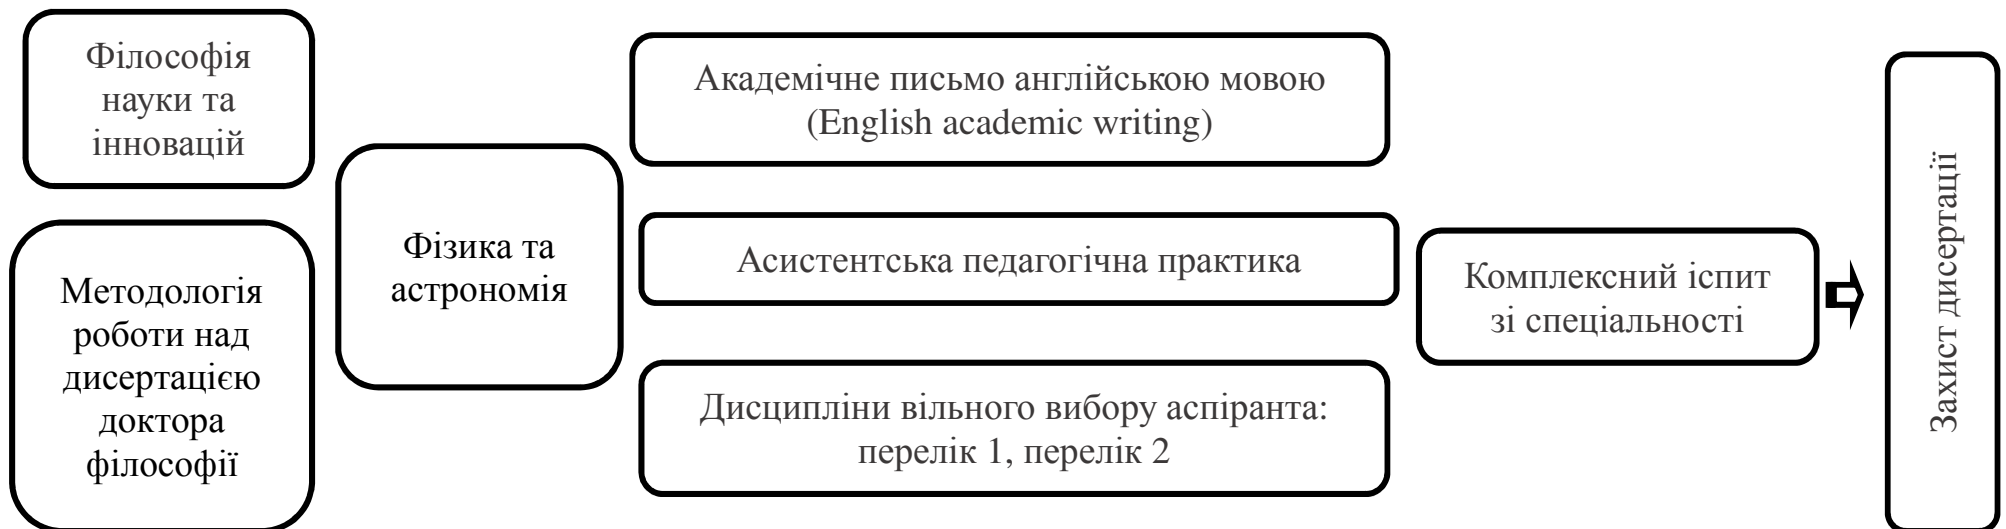 Філософія
науки та
інновацій
Методологія
роботи над
дисертацією
доктора
філософії
Фізика та
астрономія
Академічне письмо англійською мовою
(English academic writing)
Асистентська педагогічна практика
Дисципліни вільного вибору аспіранта:
перелік 1, перелік 2
Комплексний іспит
зі спеціальності
Захист дисертації